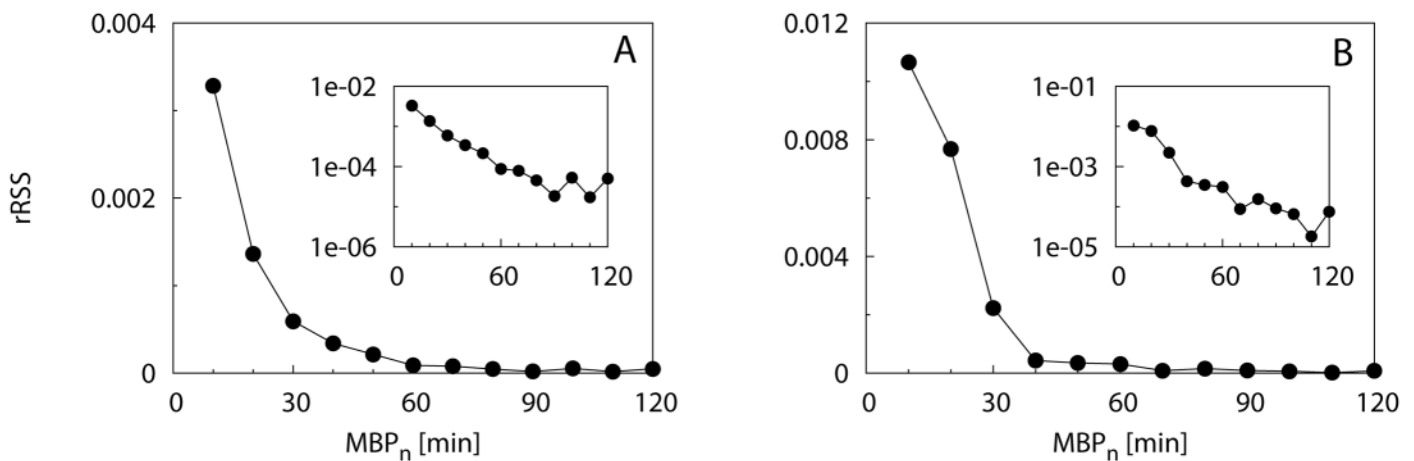 0.004
A
1e-02
1e-04
1e-06
0 60 120
0.002
0
0 30 60 90 120
rRSS
MBPn [min]
0.012
B
1e-01
1e-03
1e-05
0 60 120
0.008
0.004
0
0 30 60 90 120
MBPn [min]